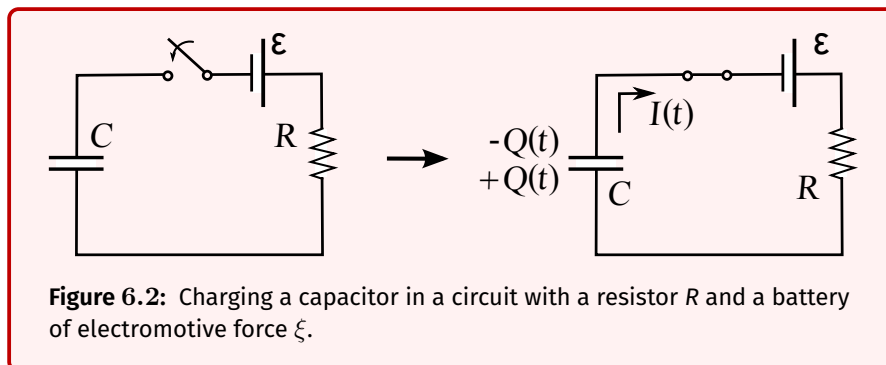 ε
C
R
ε
I(t)
-Q(t)
+Q(t)
C
R
Figure 6.2: Charging a capacitor in a circuit with a resistor R and a battery
of electromotive force ξ.